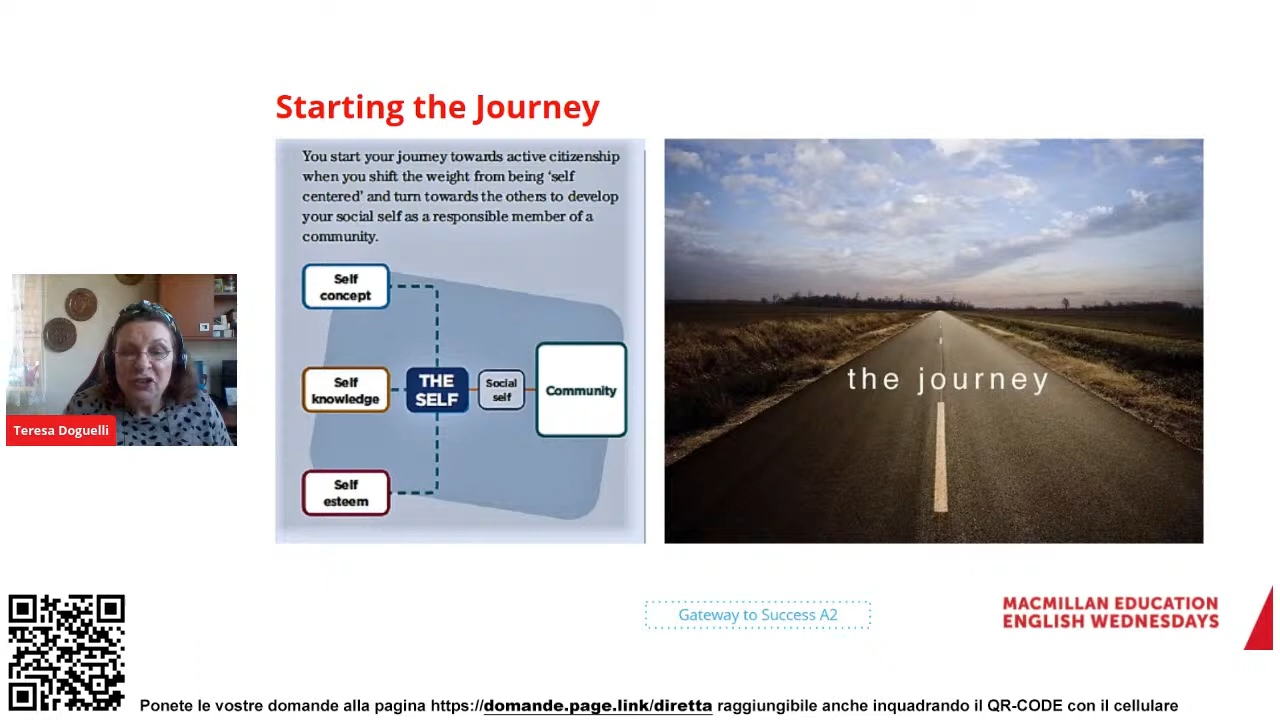 Starting the Journey
You start your journey towards active citizenship
when you shift the weight from being ‘self
centered’ and turn towards the others to develop
your social self as a responsible member of a
community.
Self
concept
Self
knowledge
THE
SELF
Social
self
Community
Self
esteem
the journey
Teresa Doguelli
Gateway to Success A2
MACMILLAN EDUCATION
ENGLISH WEDNESDAYS
Ponete le vostre domande alla pagina https://domande.page.link/diretta raggiungibile anche inquadrando il QR-CODE con il cellulare